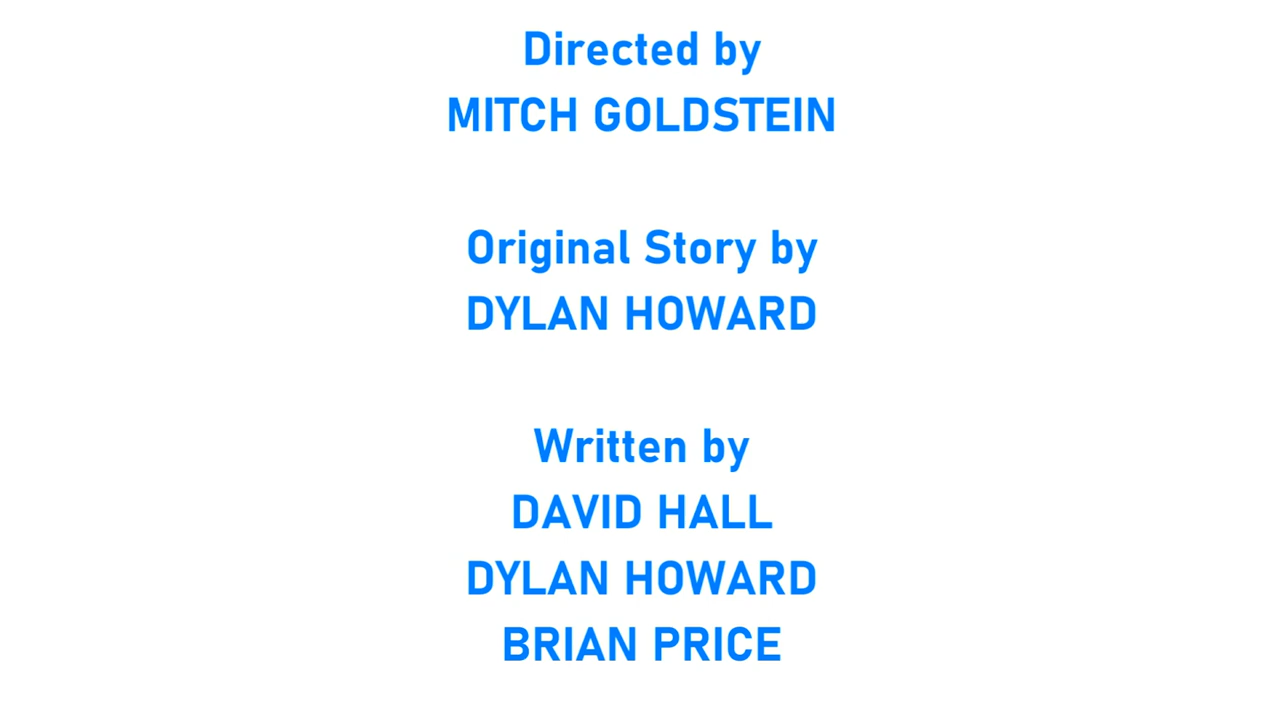 Directed by
MITCH GOLDSTEIN
Original Story by
DYLAN HOWARD
Written by
DAVID HALL
DYLAN HOWARD
BRIAN PRICE